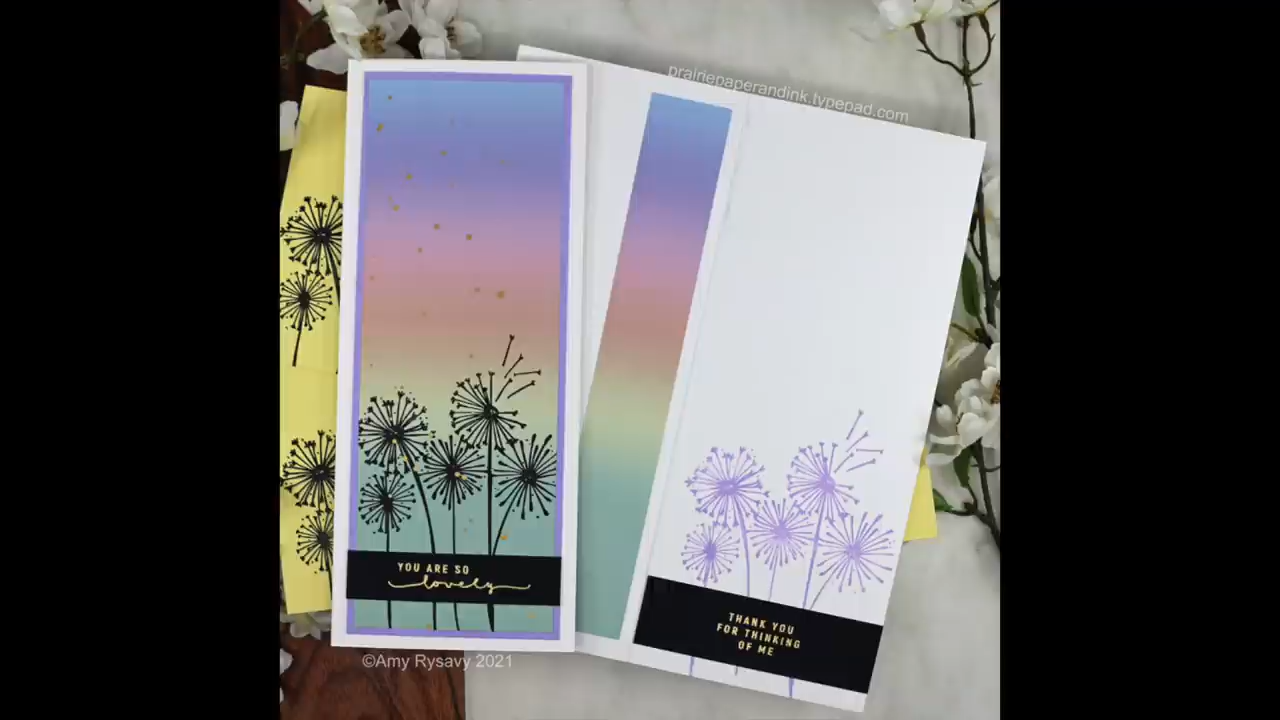 prairiepaperandink.typepad.com
YOU ARE SO
lovely
THANK YOU
FOR THINKING
OF ME
©Amy Rysavy 2021